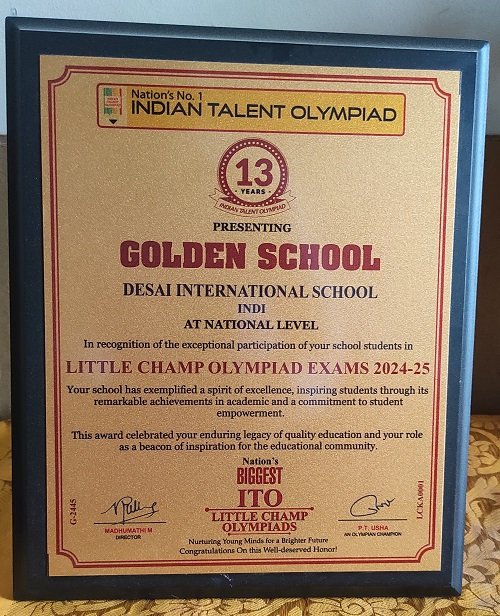 Nation's No. 1
INDIAN TALENT OLYMPIAD
13
YEARS
INDIAN TALENT OLYMPIAD
PRESENTING
GOLDEN SCHOOL
DESAI INTERNATIONAL SCHOOL
INDI
AT NATIONAL LEVEL
In recognition of the exceptional participation of your school students in
LITTLE CHAMP OLYMPIAD EXAMS 2024-25
Your school has exemplified a spirit of excellence, inspiring students through its
remarkable achievements in academic and a commitment to student
empowerment.
This award celebrated your enduring legacy of quality education and your role
as a beacon of inspiration for the educational community.
Nation's
BIGGEST
ITO
LITTLE CHAMP
OLYMPIADS
G-2445
MADHUMATHI M
DIRECTOR
P.T. USHA
AN OLYMPIAN CHAMPION
LCKA0001
Nurturing Young Minds for a Brighter Future
Congratulations On this Well-deserved Honor!